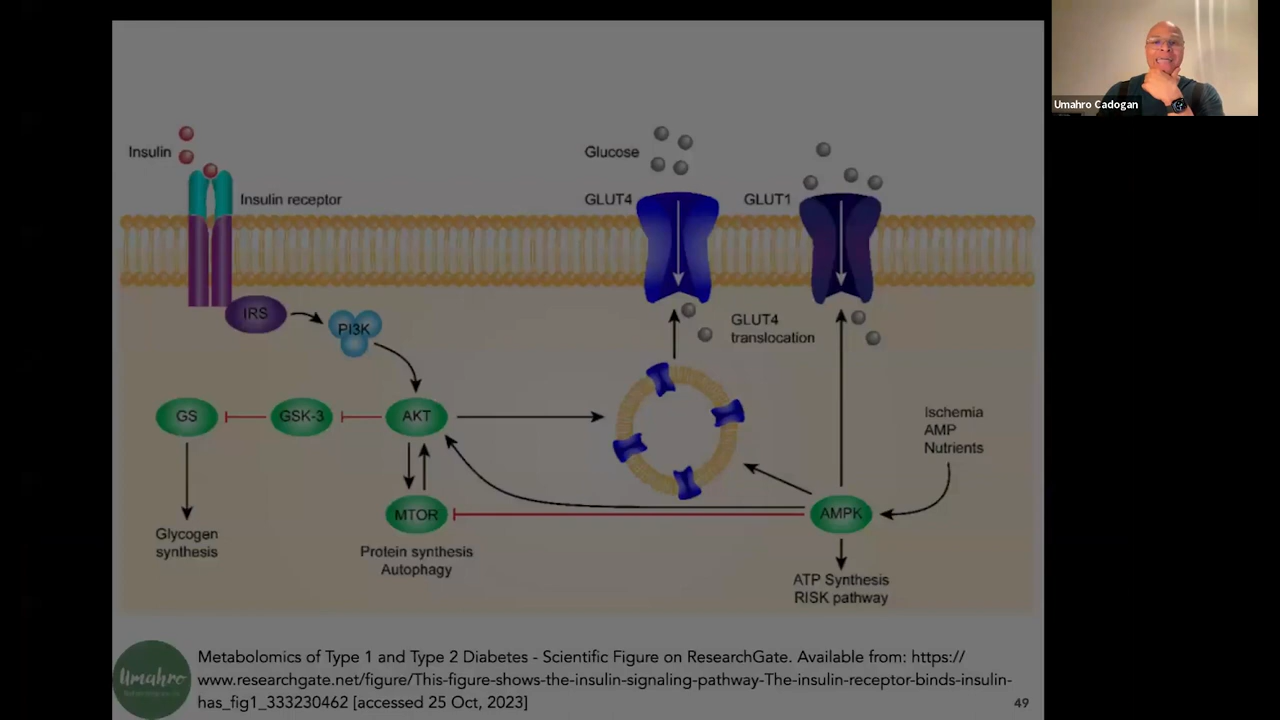 Umahro Cadogan
Insulin
Insulin receptor
Glucose
GLUT4
GLUT1
IRS
PI3K
GLUT4
translocation
GS
GSK-3
AKT
Ischemia
AMP
Nutrients
MTOR
AMPK
Glycogen
synthesis
Protein synthesis
Autophagy
ATP Synthesis
RISK pathway
Umahro
Metabolomics of Type 1 and Type 2 Diabetes - Scientific Figure on ResearchGate. Available from: https://
www.researchgate.net/figure/This-figure-shows-the-insulin-signaling-pathway-The-insulin-receptor-binds-insulin-
has_fig1_333230462 [accessed 25 Oct, 2023]
49